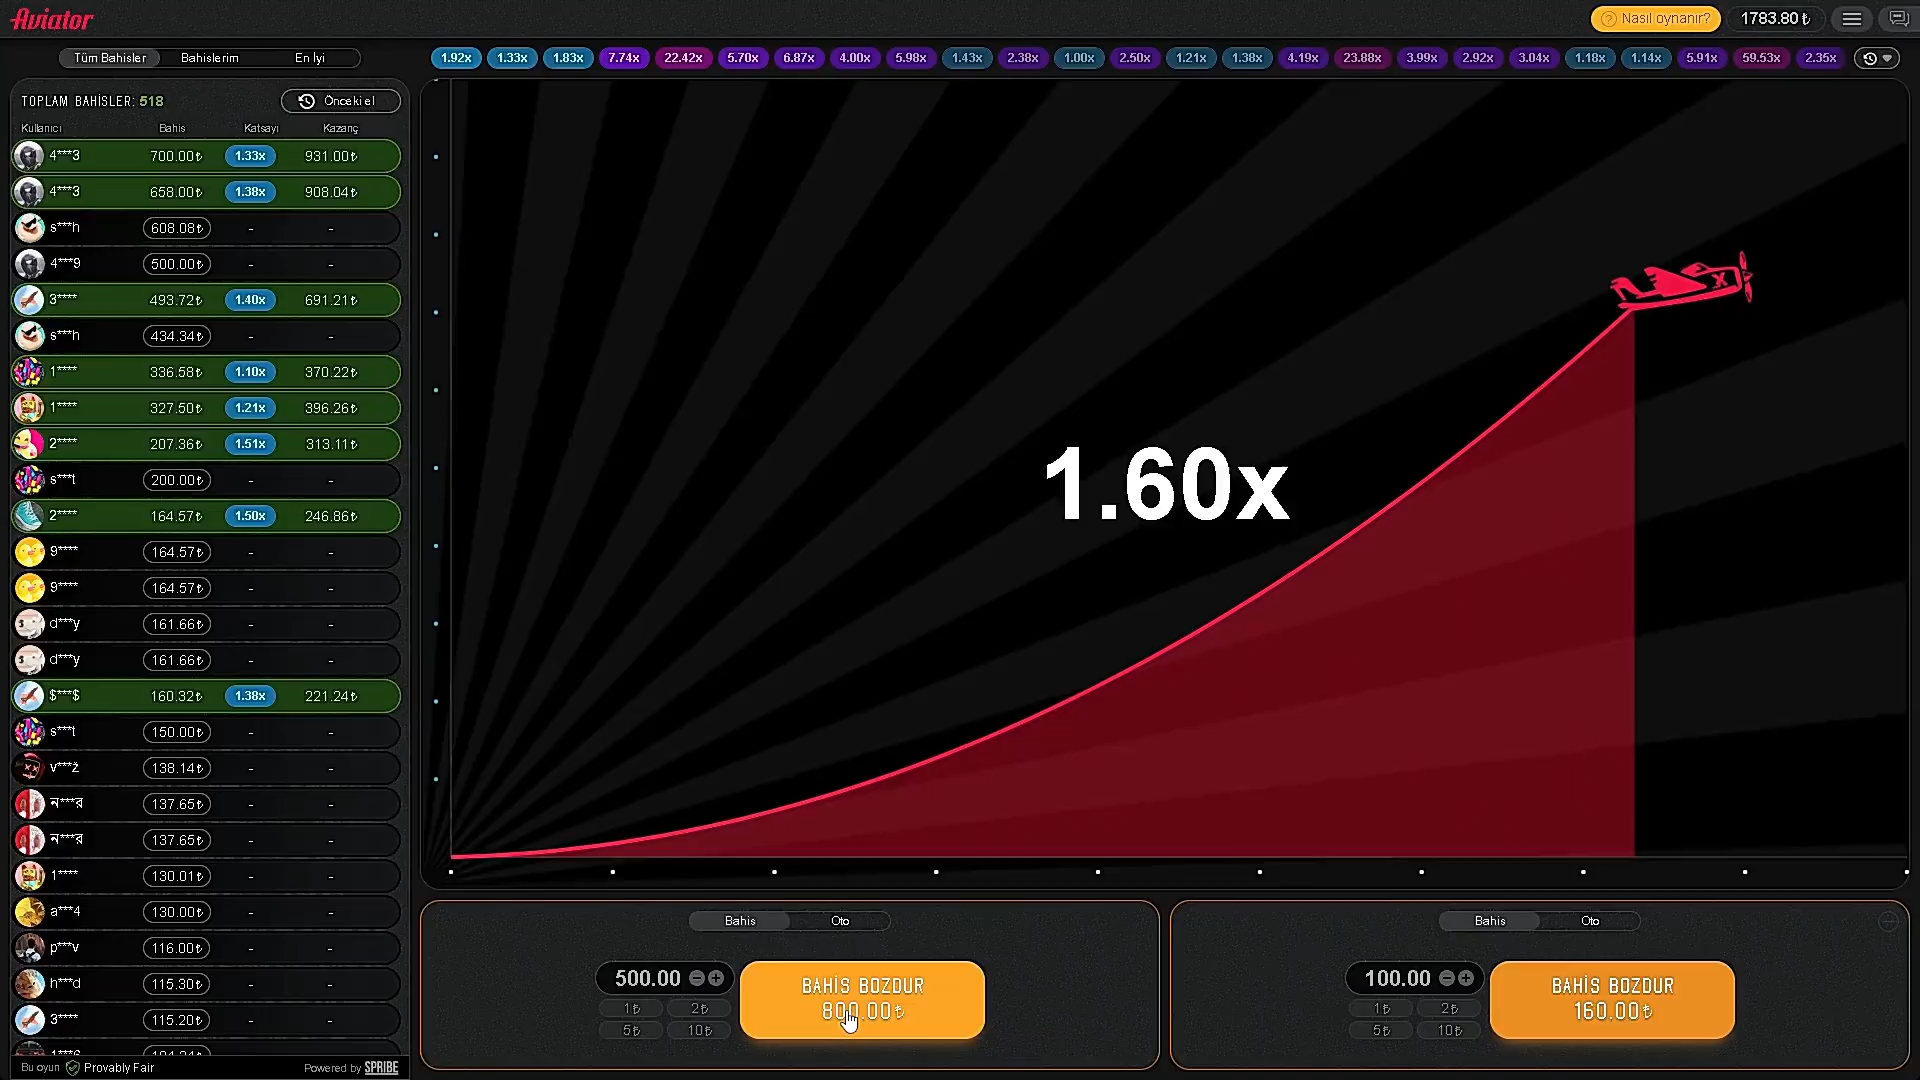 Aviator
Nasıl oynanır?
1783.80₺
Tüm Bahisler Bahislerim En İyi
1.92x 1.33x 1.83x 7.74x 22.42x 5.70x 6.87x 4.00x 5.98x 1.43x 2.38x 1.00x 2.50x 1.21x 1.38x 4.19x 23.88x 3.99x 2.92x 3.04x 1.18x 1.14x 5.91x 59.53x 2.35x
TOPLAM BAHİSLER: 518
Önceki el
Kullanıcı Bahis Katsayı Kazanç
4***3 700.00₺ 1.33x 931.00₺
4***3 658.00₺ 1.38x 908.04₺
s***h 608.08₺ - -
4***9 500.00₺ - -
3**** 493.72₺ 1.40x 691.21₺
s***h 434.34₺ - -
1**** 336.58₺ 1.10x 370.22₺
1**** 327.50₺ 1.21x 396.26₺
2**** 207.36₺ 1.51x 313.11₺
s***t 200.00₺ - -
2**** 164.57₺ 1.50x 246.86₺
9**** 164.57₺ - -
9**** 164.57₺ - -
d***y 161.66₺ - -
d***y 161.66₺ - -
$***$ 160.32₺ 1.38x 221.24₺
s***t 150.00₺ - -
v***ż 138.14₺ - -
ন***র 137.65₺ - -
ন***র 137.65₺ - -
1**** 130.01₺ - -
a***4 130.00₺ - -
p***v 116.00₺ - -
h***d 115.30₺ - -
3**** 115.20₺ - -
Bu oyun Provably Fair
Powered by SPRIBE
1.60x
Bahis Oto
500.00
1₺ 2₺
5₺ 10₺
BAHİS BOZDUR
800.00₺
Bahis Oto
100.00
1₺ 2₺
5₺ 10₺
BAHİS BOZDUR
160.00₺